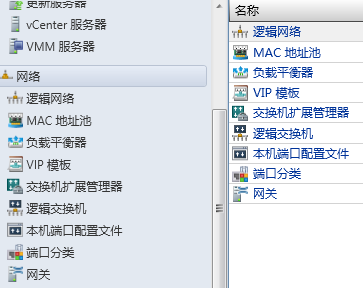 更新服务器
vCenter 服务器
VMM 服务器
网络
逻辑网络
MAC 地址池
负载平衡器
VIP 模板
交换机扩展管理器
逻辑交换机
本机端口配置文件
端口分类
网关
名称
逻辑网络
MAC 地址池
负载平衡器
VIP 模板
交换机扩展管理器
逻辑交换机
本机端口配置文件
端口分类
网关